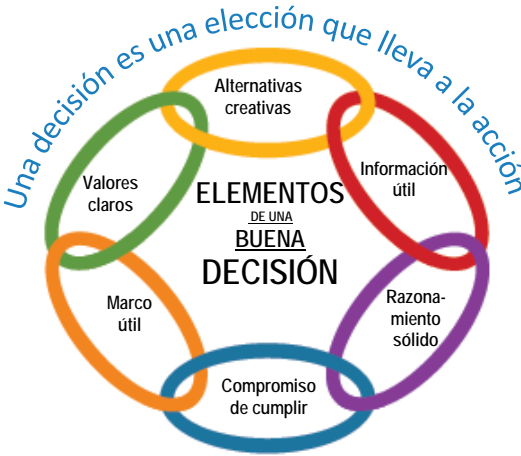 Una decisión es una elección que lleva a la acción
Alternativas
creativas
Información
útil
Razona-
miento
sólido
Compromiso
de cumplir
Marco
útil
Valores
claros
ELEMENTOS
DE UNA
BUENA
DECISIÓN